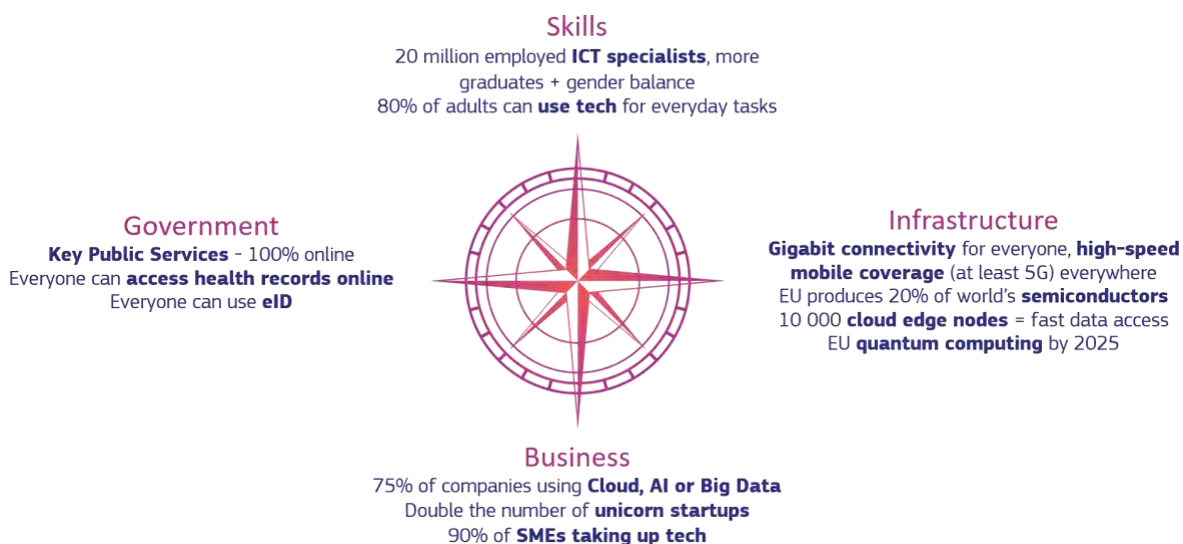 Skills
20 million employed ICT specialists, more
graduates + gender balance
80% of adults can use tech for everyday tasks
Government
Key Public Services - 100% online
Everyone can access health records online
Everyone can use eID
Infrastructure
Gigabit connectivity for everyone, high-speed
mobile coverage (at least 5G) everywhere
EU produces 20% of world's semiconductors
10 000 cloud edge nodes = fast data access
EU quantum computing by 2025
Business
75% of companies using Cloud, AI or Big Data
Double the number of unicorn startups
90% of SMEs taking up tech